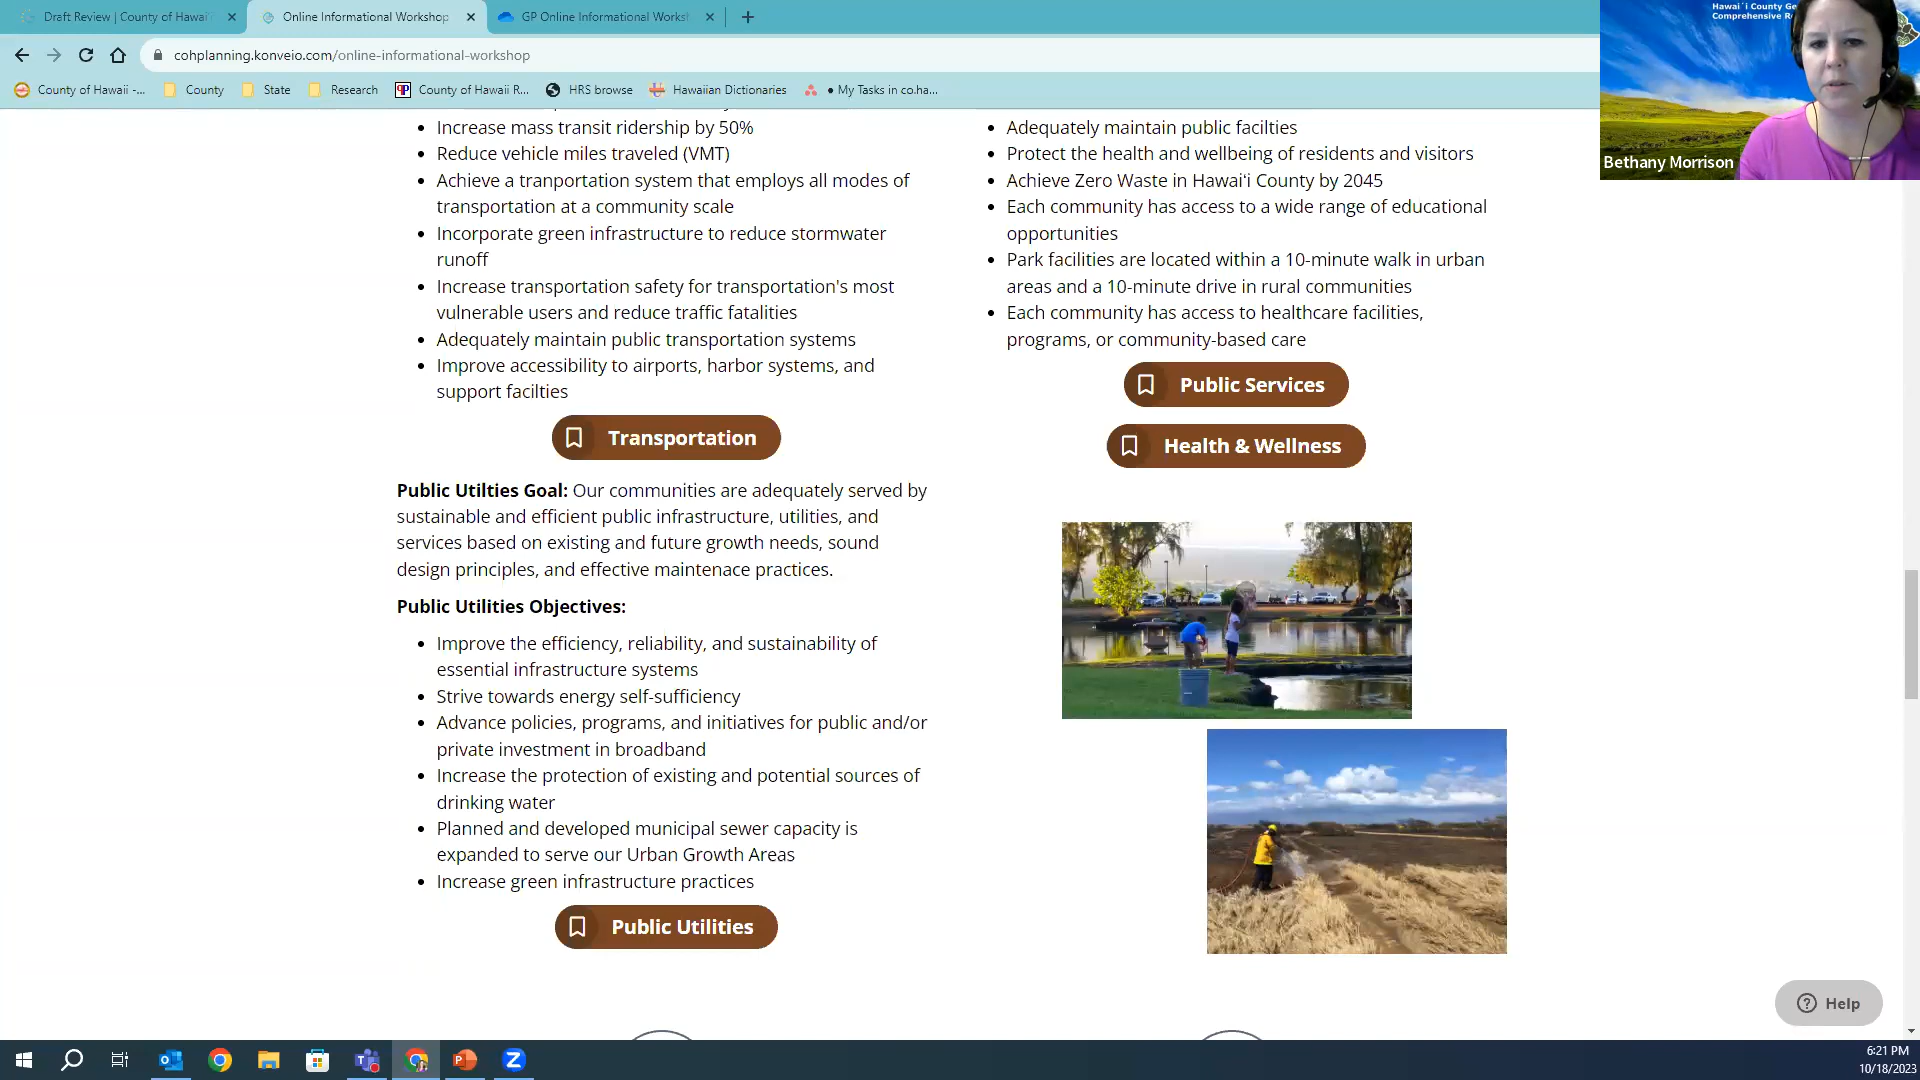 Draft Review | County of Hawai
Online Informational Workshop
GP Online Informational Works
cohplanning.konveio.com/online-informational-workshop
County of Hawaii -...
County
State
Research
County of Hawaii R...
HRS browse
Hawaiian Dictionaries
● My Tasks in co.ha...
Hawaiʻi County Ge
Comprehensive R
Bethany Morrison
• Increase mass transit ridership by 50%
• Reduce vehicle miles traveled (VMT)
• Achieve a tranportation system that employs all modes of
transportation at a community scale
• Incorporate green infrastructure to reduce stormwater
runoff
• Increase transportation safety for transportation's most
vulnerable users and reduce traffic fatalities
• Adequately maintain public transportation systems
• Improve accessibility to airports, harbor systems, and
support facilties
Transportation
Public Utilties Goal: Our communities are adequately served by
sustainable and efficient public infrastructure, utilities, and
services based on existing and future growth needs, sound
design principles, and effective maintenace practices.
Public Utilities Objectives:
• Improve the efficiency, reliability, and sustainability of
essential infrastructure systems
• Strive towards energy self-sufficiency
• Advance policies, programs, and initiatives for public and/or
private investment in broadband
• Increase the protection of existing and potential sources of
drinking water
• Planned and developed municipal sewer capacity is
expanded to serve our Urban Growth Areas
• Increase green infrastructure practices
Public Utilities
• Adequately maintain public facilties
• Protect the health and wellbeing of residents and visitors
• Achieve Zero Waste in Hawaiʻi County by 2045
• Each community has access to a wide range of educational
opportunities
• Park facilities are located within a 10-minute walk in urban
areas and a 10-minute drive in rural communities
• Each community has access to healthcare facilities,
programs, or community-based care
Public Services
Health & Wellness
Help
6:21 PM
10/18/2023